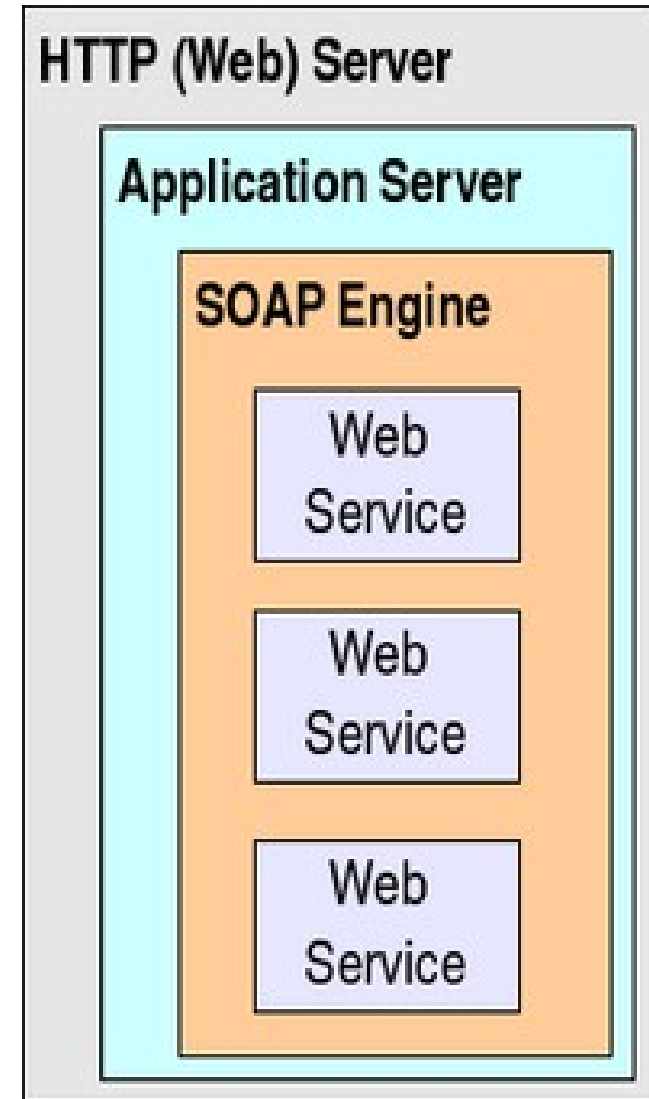 HTTP (Web) Server
Application Server
SOAP Engine
Web
Service
Web
Service
Web
Service